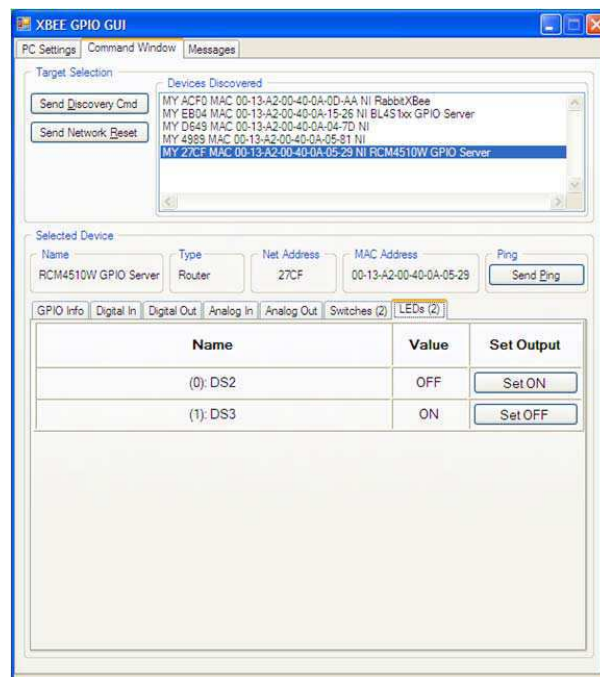 XBEE GPIO GUI
PC Settings Command Window Messages
Target Selection
Send Discovery Cmd
Send Network Reset
Devices Discovered
MY ACF0 MAC 00-13-A2-00-40-0A-0D-AA NI RabbitXBee
MY EB04 MAC 00-13-A2-00-40-0A-15-26 NI BL4S1xx GPIO Server
MY D649 MAC 00-13-A2-00-40-0A-04-7D NI
MY 4989 MAC 00-13-A2-00-40-0A-05-81 NI
MY 27CF MAC 00-13-A2-00-40-0A-05-29 NI RCM4510W GPIO Server
Selected Device
Name Type Net Address MAC Address Ping
RCM4510W GPIO Server Router 27CF 00-13-A2-00-40-0A-05-29 Send Ping
GPIO Info Digital In Digital Out Analog In Analog Out Switches (2) LEDs (2)
Name Value Set Output
(0): DS2 OFF Set ON
(1): DS3 ON Set OFF